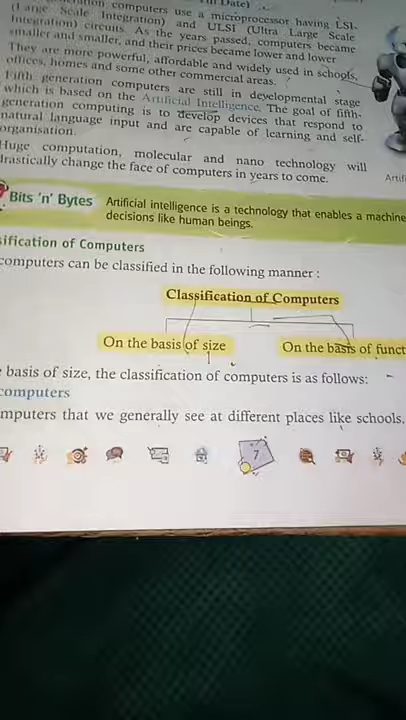 Till Date)
computers use a microprocessor having LSI-
(Large Scale Integration) and ULSI (Ultra Large Scale
Integration) circuits. As the years passed, computers became
smaller and smaller, and their prices became lower and lower
They are more powerful, affordable and widely used in schools,
offices, homes and some other commercial areas.
Fifth generation computers are still in developmental stage
which is based on the Artificial Intelligence. The goal of fifth-
generation computing is to develop devices that respond to
natural language input and are capable of learning and self-
organisation.
Huge computation, molecular and nano technology will
drastically change the face of computers in years to come.
Artifi
Bits 'n' Bytes
Artificial intelligence is a technology that enables a machine
decisions like human beings.
sification of Computers
computers can be classified in the following manner :
Classification of Computers
On the basis of size
On the basis of funct
basis of size, the classification of computers is as follows:
computers
mputers that we generally see at different places like schools,
7